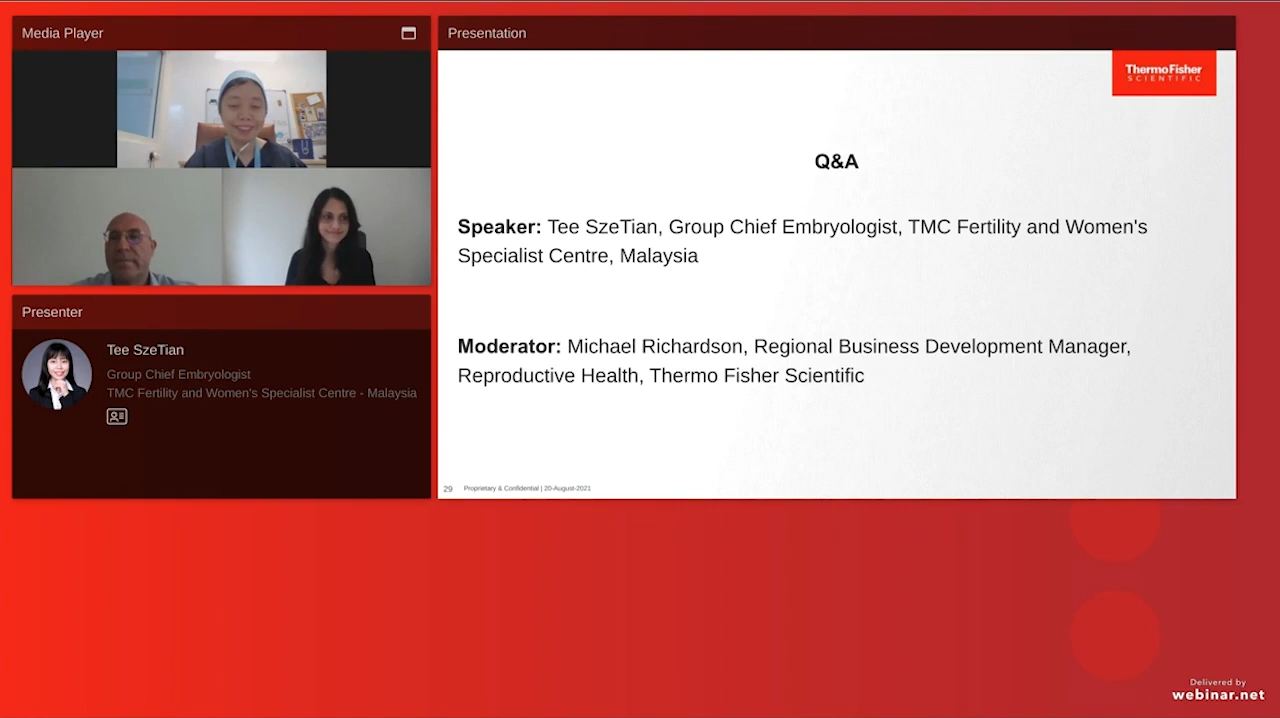 Media Player
Presenter
Tee SzeTian
Group Chief Embryologist
TMC Fertility and Women's Specialist Centre - Malaysia
Presentation
ThermoFisher
SCIENTIFIC
Q&A
Speaker: Tee SzeTian, Group Chief Embryologist, TMC Fertility and Women's
Specialist Centre, Malaysia
Moderator: Michael Richardson, Regional Business Development Manager,
Reproductive Health, Thermo Fisher Scientific
29 Proprietary & Confidential | 20-August-2021
Delivered by
webinar.net